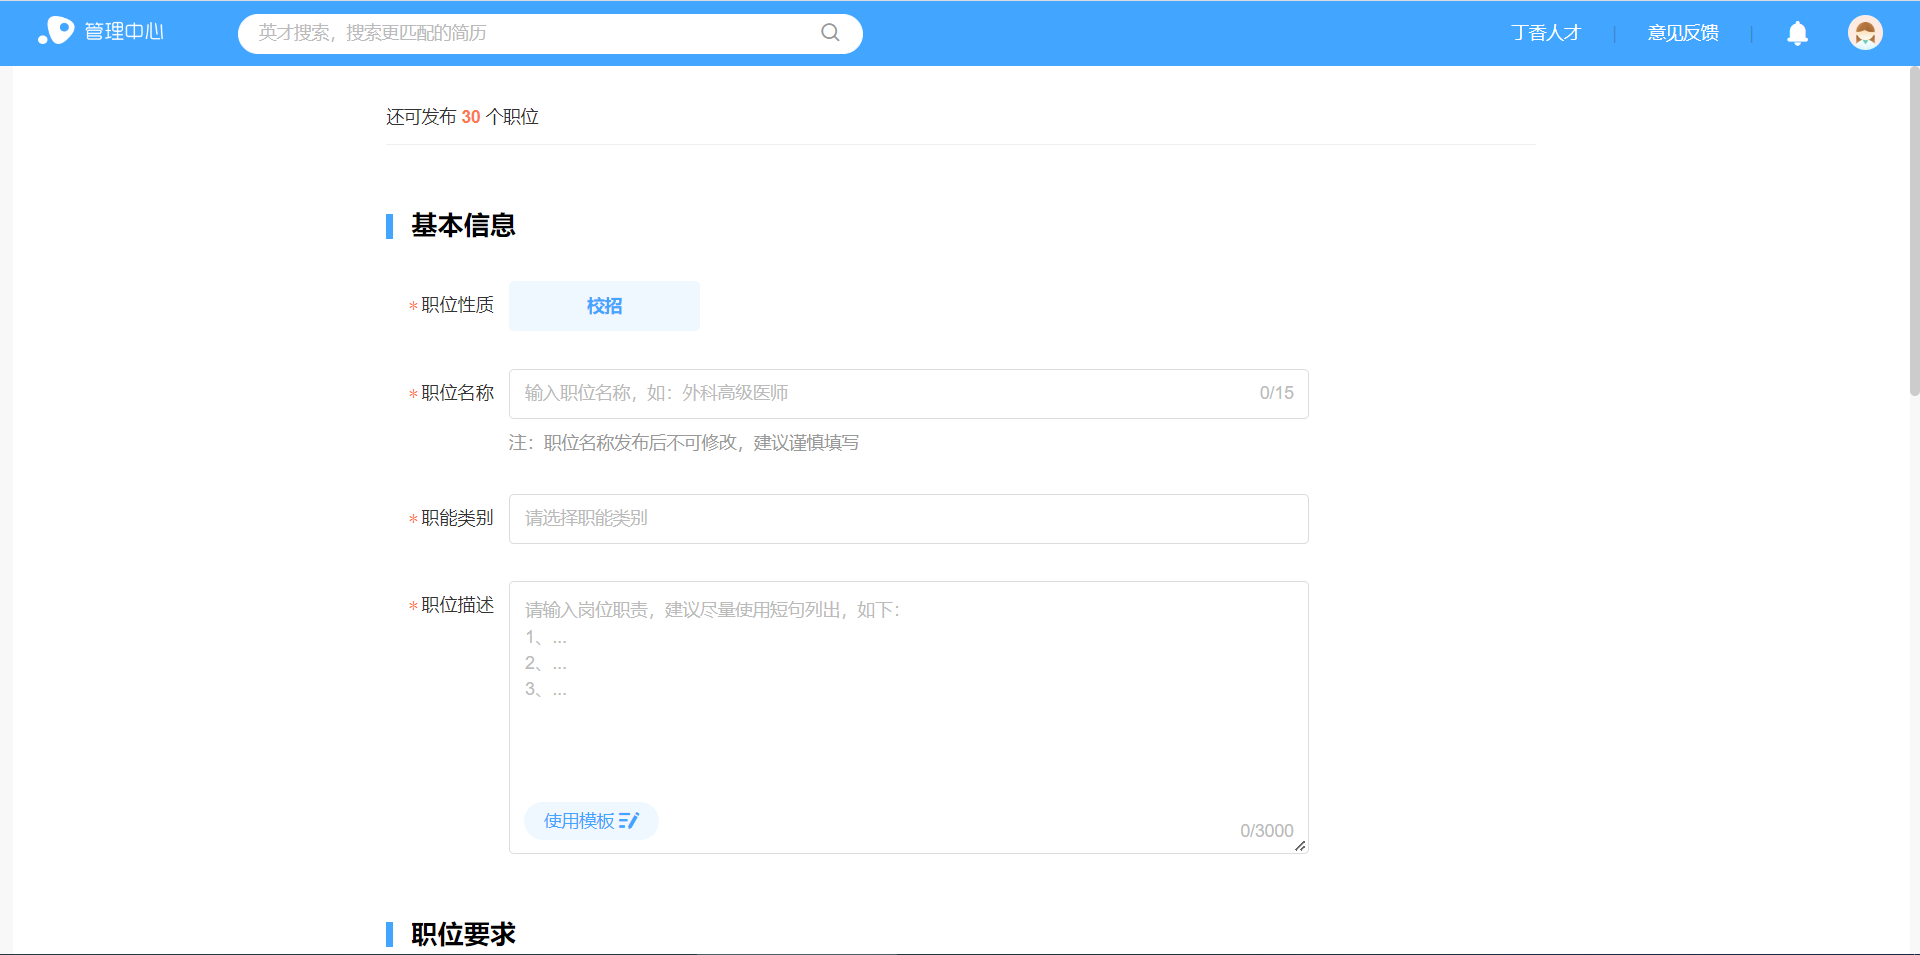 管理中心
英才搜索，搜索更匹配的简历
丁香人才
意见反馈
还可发布 30 个职位
基本信息
*职位性质
校招
*职位名称
输入职位名称，如：外科高级医师
0/15
注：职位名称发布后不可修改，建议谨慎填写
*职能类别
请选择职能类别
*职位描述
请输入岗位职责，建议尽量使用短句列出，如下：
1、...
2、...
3、...
使用模板
0/3000
职位要求